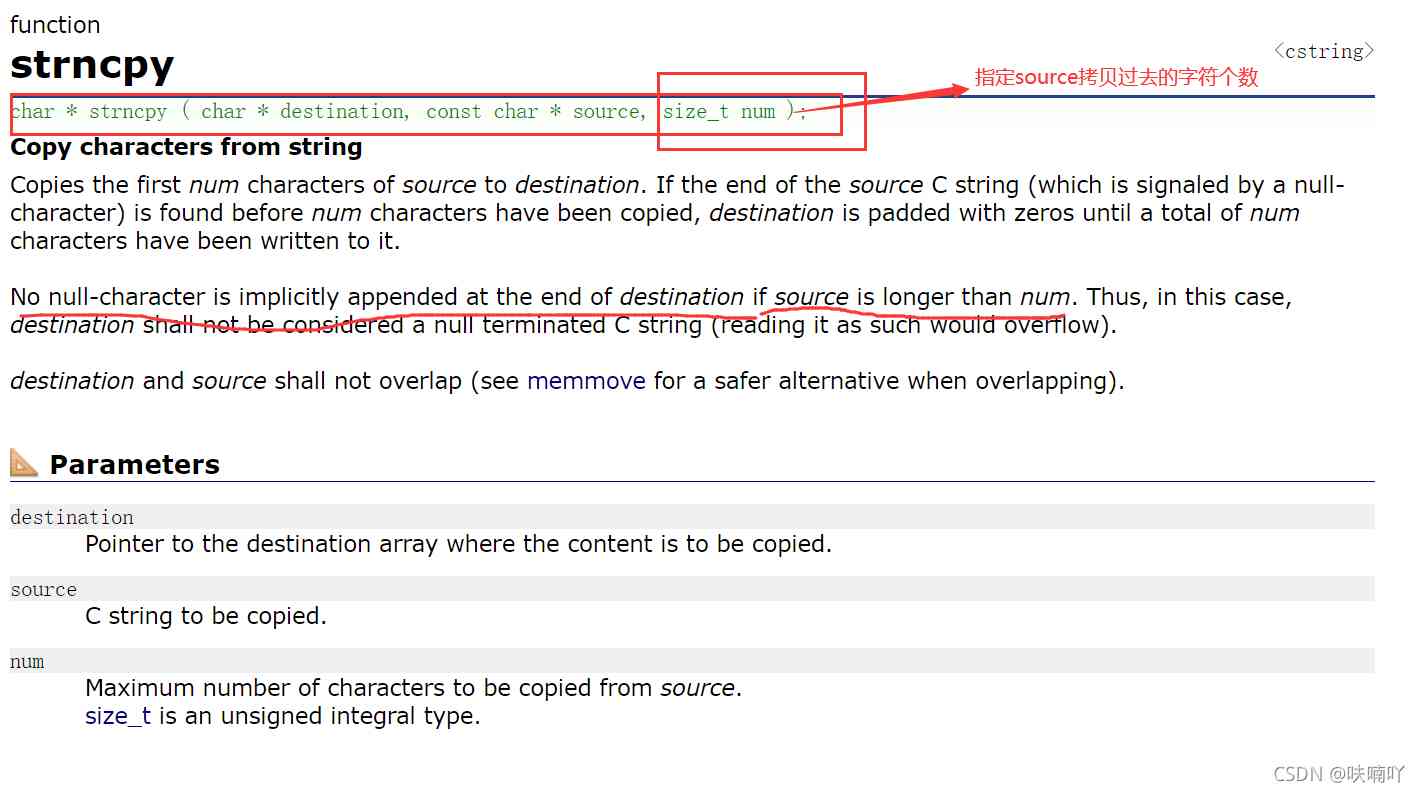 function
strncpy
<cstring>
指定source拷贝过去的字符个数
char * strncpy ( char * destination, const char * source, size_t num );
Copy characters from string
Copies the first num characters of source to destination. If the end of the source C string (which is signaled by a null-
character) is found before num characters have been copied, destination is padded with zeros until a total of num
characters have been written to it.
No null-character is implicitly appended at the end of destination if source is longer than num. Thus, in this case,
destination shall not be considered a null terminated C string (reading it as such would overflow).
destination and source shall not overlap (see memmove for a safer alternative when overlapping).
Parameters
destination
Pointer to the destination array where the content is to be copied.
source
C string to be copied.
num
Maximum number of characters to be copied from source.
size_t is an unsigned integral type.
CSDN @呋喃吖